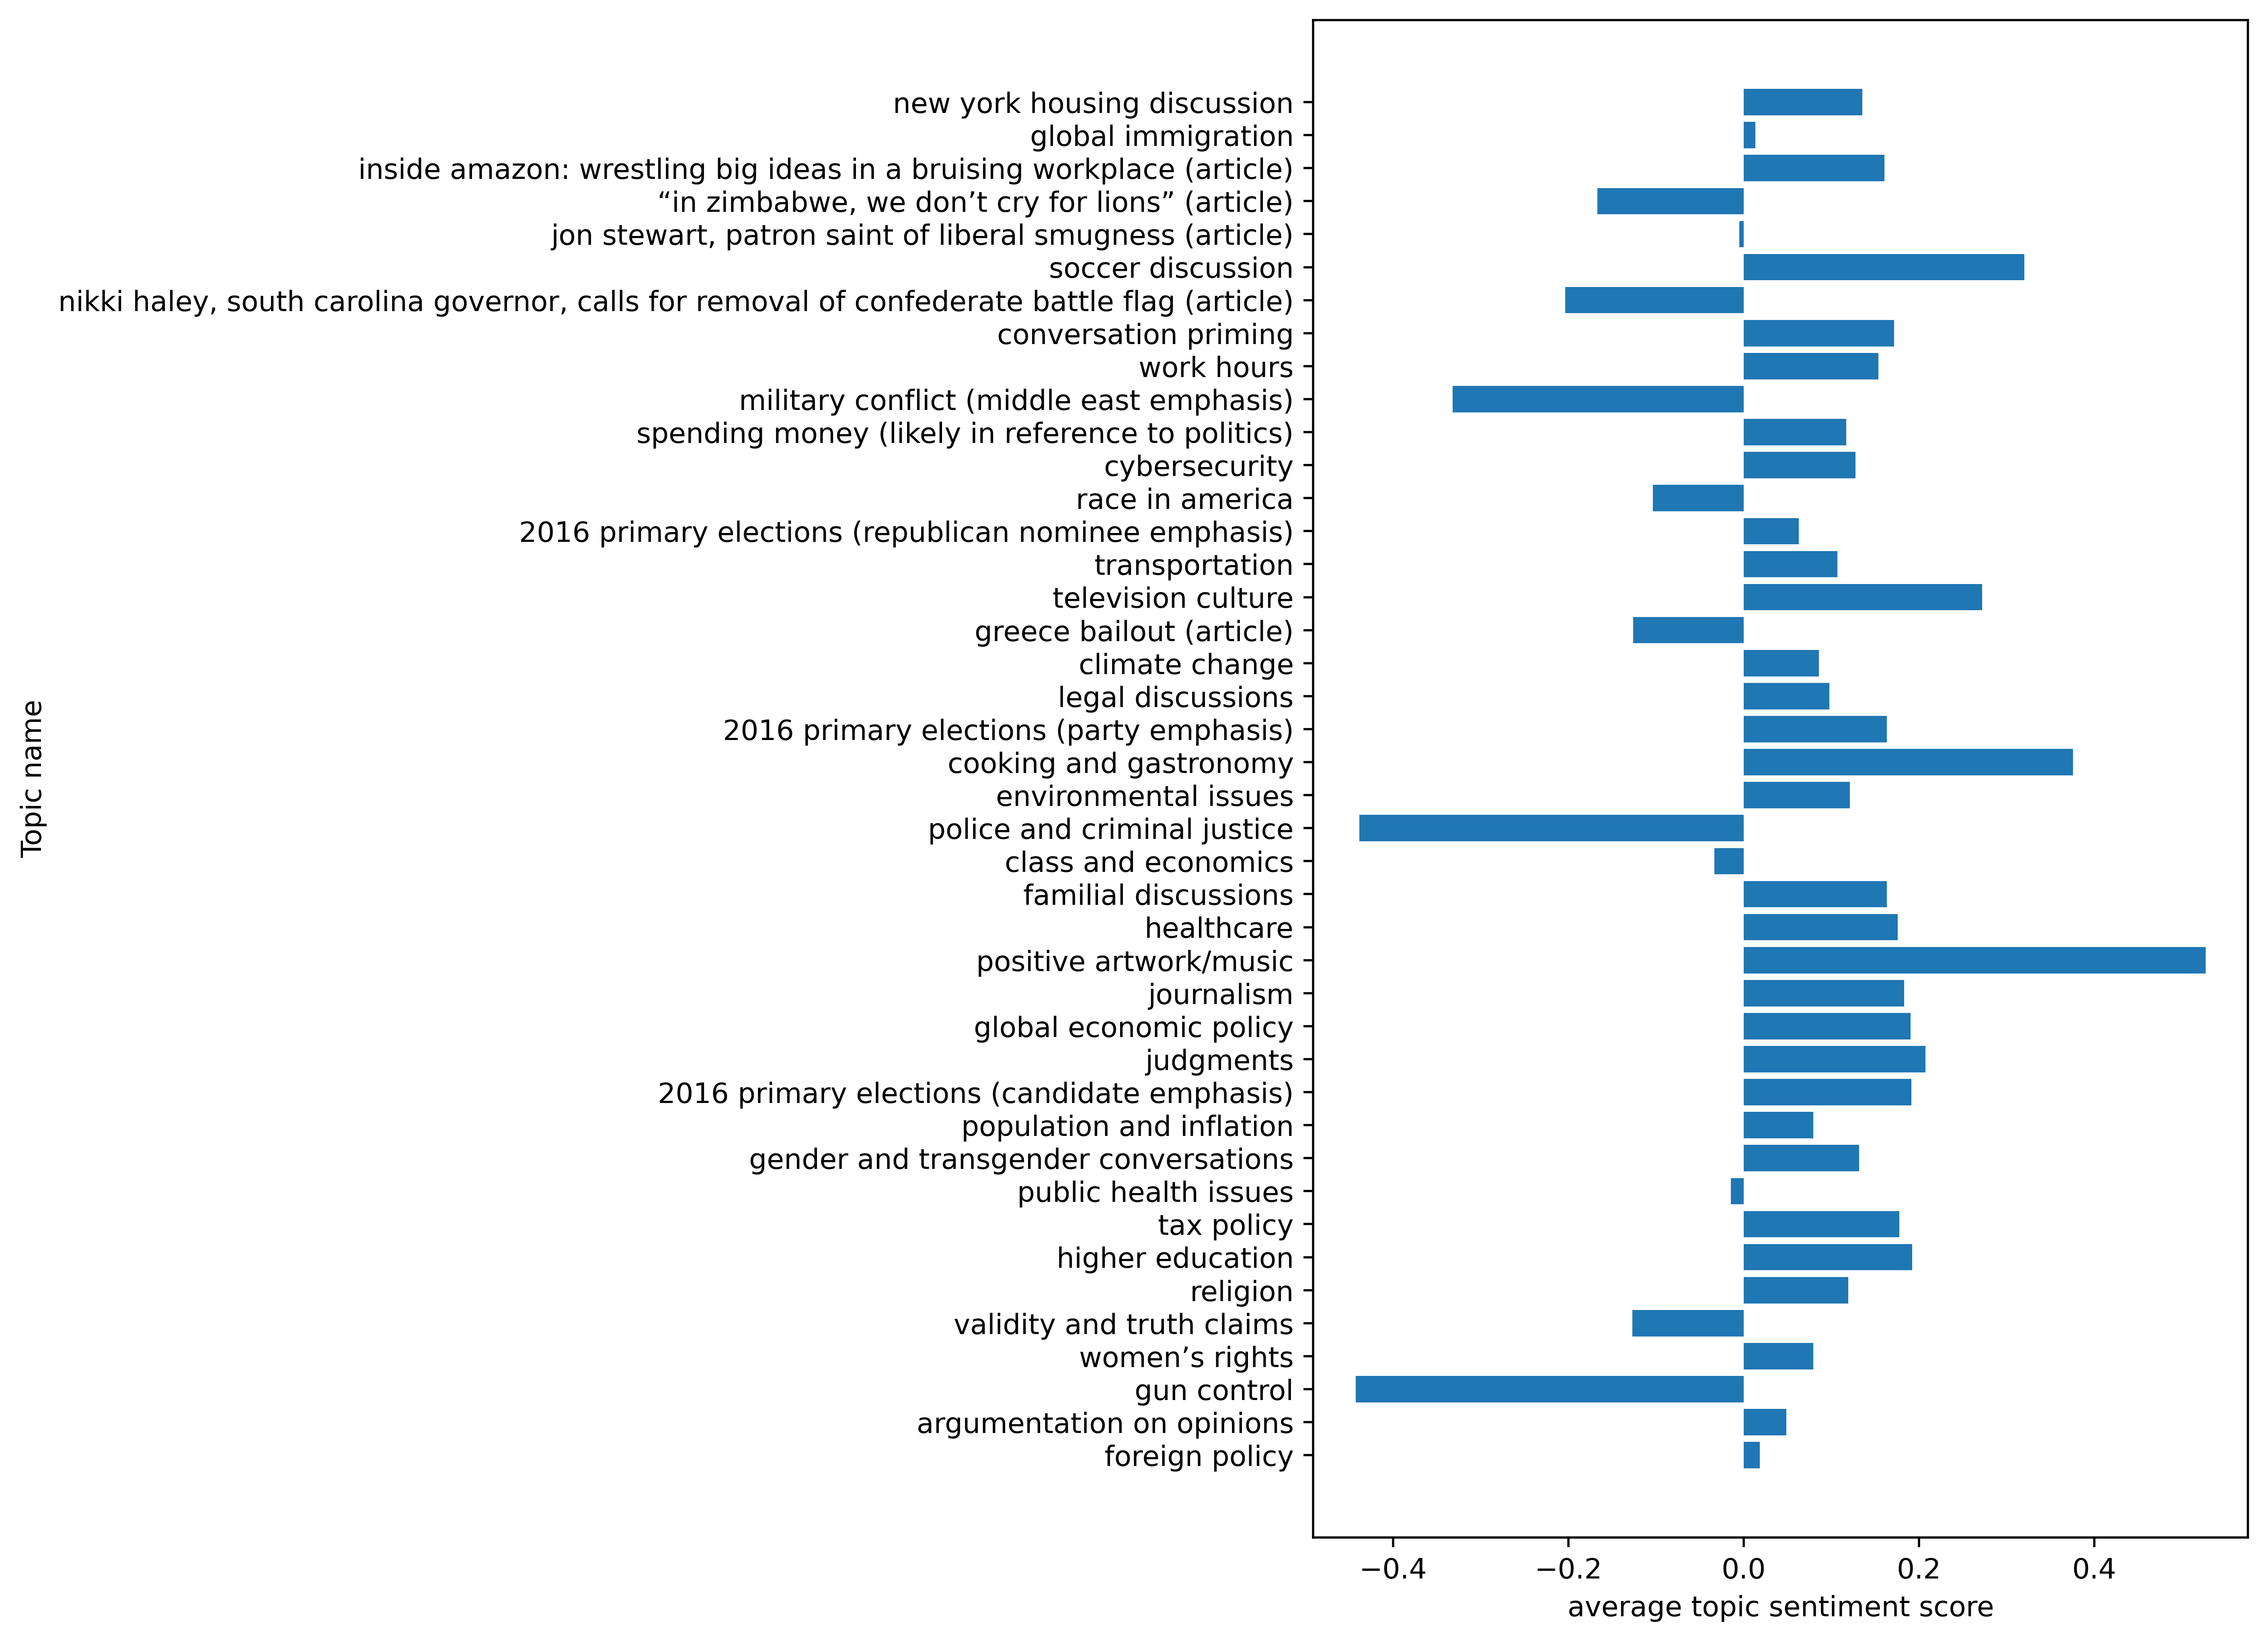 new york housing discussion
global immigration
inside amazon: wrestling big ideas in a bruising workplace (article)
“in zimbabwe, we don’t cry for lions” (article)
jon stewart, patron saint of liberal smugness (article)
soccer discussion
nikki haley, south carolina governor, calls for removal of confederate battle flag (article)
conversation priming
work hours
military conflict (middle east emphasis)
spending money (likely in reference to politics)
cybersecurity
race in america
2016 primary elections (republican nominee emphasis)
transportation
television culture
greece bailout (article)
climate change
legal discussions
2016 primary elections (party emphasis)
cooking and gastronomy
environmental issues
police and criminal justice
class and economics
familial discussions
healthcare
positive artwork/music
journalism
global economic policy
judgments
2016 primary elections (candidate emphasis)
population and inflation
gender and transgender conversations
public health issues
tax policy
higher education
religion
validity and truth claims
women’s rights
gun control
argumentation on opinions
foreign policy
Topic name
−0.4 −0.2 0.0 0.2 0.4
average topic sentiment score